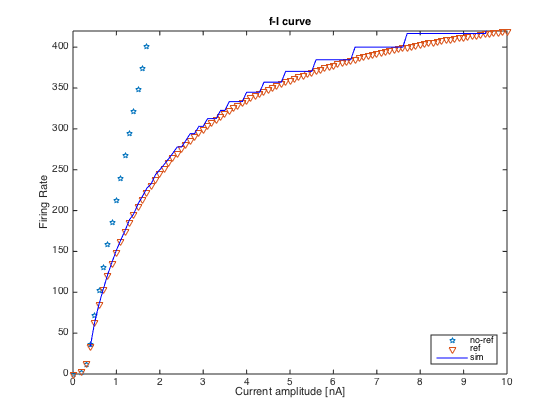 f-I curve
400
350
300
250
200
150
100
50
0
Firing Rate
0 1 2 3 4 5 6 7 8 9 10
Current amplitude [nA]
no-ref
ref
sim